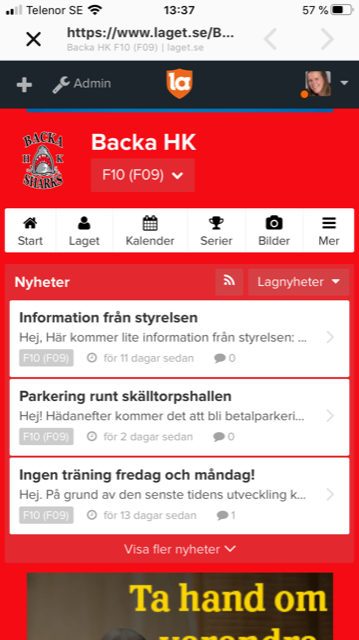 Telenor SE 13:37 57 %
https://www.laget.se/B...
Backa HK F10 (F09) | laget.se
Admin
la
BACKA
H K
SHARKS
Backa HK
F10 (F09)
Start Laget Kalender Serier Bilder Mer
Nyheter Lagnyheter
Information från styrelsen
Hej, Här kommer lite information från styrelsen: ...
F10 (F09) för 11 dagar sedan 0
Parkering runt skälltorpshallen
Hej! Hädanefter kommer det att bli betalparkeri...
F10 (F09) för 2 dagar sedan 0
Ingen träning fredag och måndag!
Hej. På grund av den senste tidens utveckling k...
F10 (F09) för 13 dagar sedan 1
Visa fler nyheter
Ta hand om
varandra